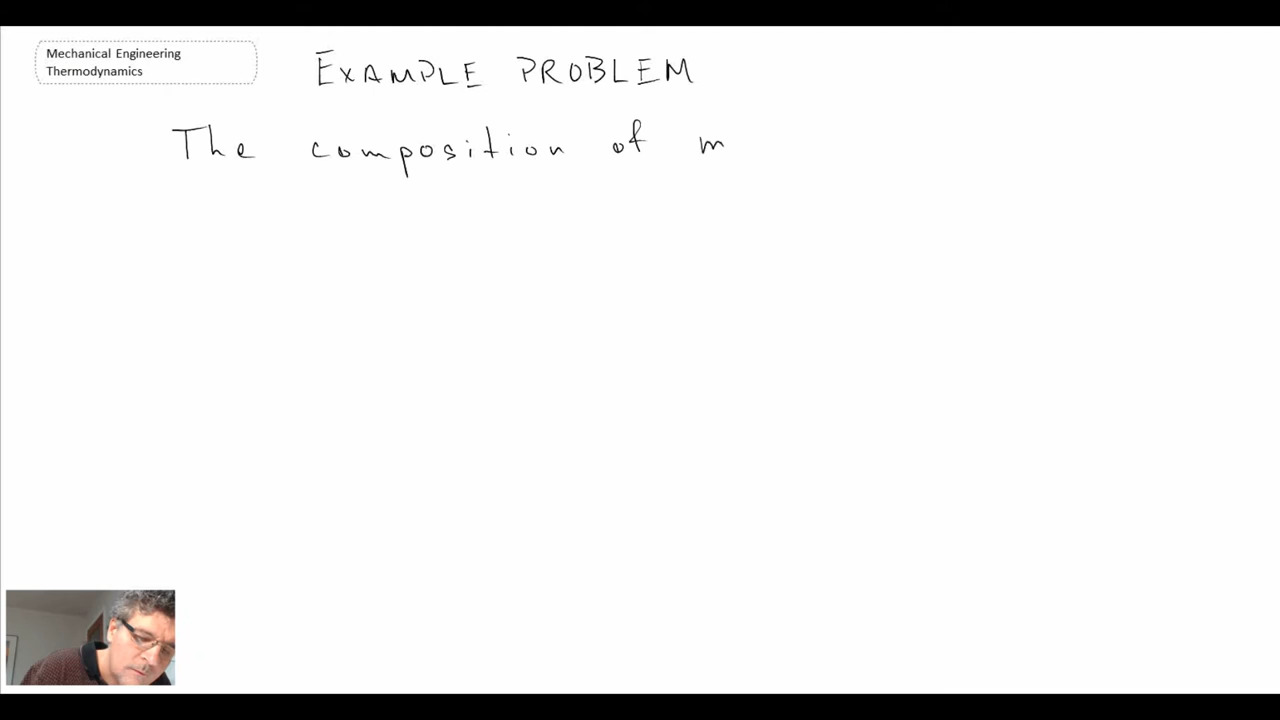 Mechanical Engineering
Thermodynamics
EXAMPLE PROBLEM
The composition of m